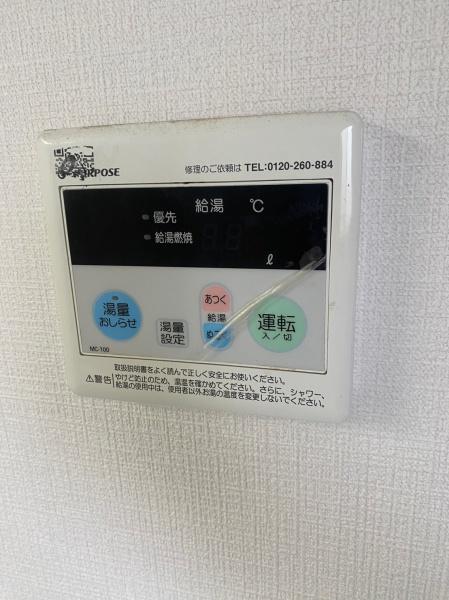 PURPOSE
修理のご依頼は TEL:0120-260-884
給湯 ℃
優先
給湯燃焼
ℓ
湯量
おしらせ
湯量
設定
あつく
給湯
ぬるく
運転
入/切
MC-100
取扱説明書をよく読んで正しく安全にお使いください。
⚠警告
やけど防止のため、湯温を確かめてください。さらに、シャワー、
給湯の使用中は、使用者以外お湯の温度を変更しないでください。